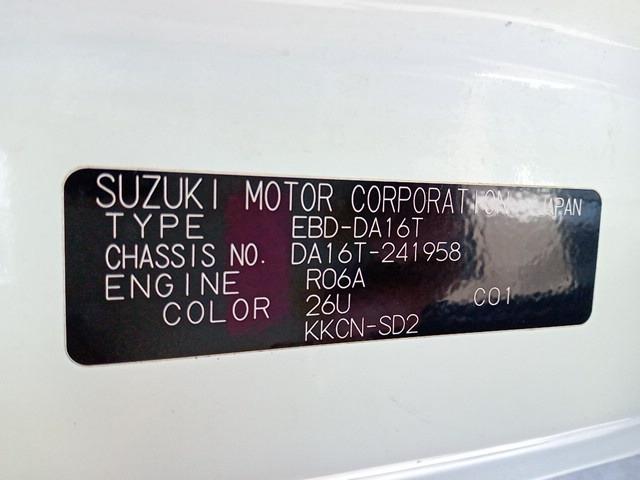 SUZUKI MOTOR CORPORATION JAPAN
TYPE EBD-DA16T
CHASSIS NO. DA16T-241958
ENGINE R06A
COLOR 26U C01
KKCN-SD2